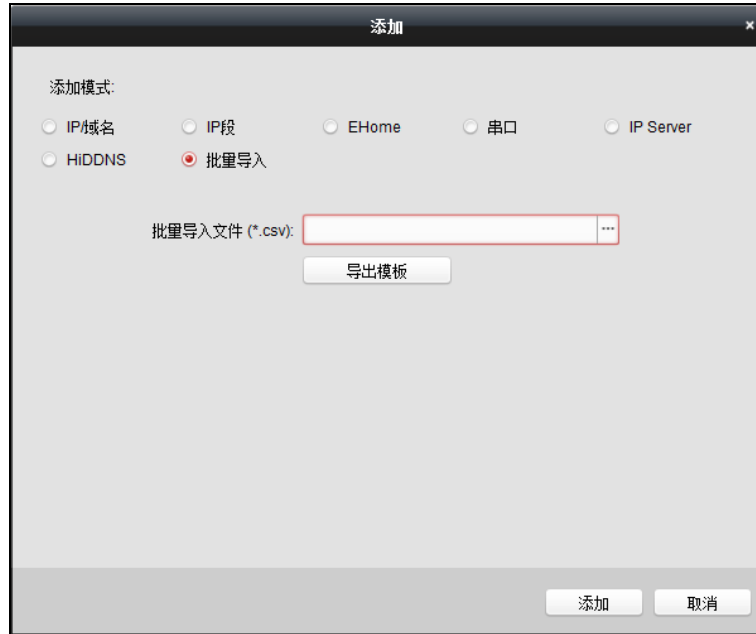 添加
添加模式:
IP/域名 IP段 EHome 串口 IP Server
HiDDNS 批量导入
批量导入文件 (*.csv): ...
导出模板
添加 取消